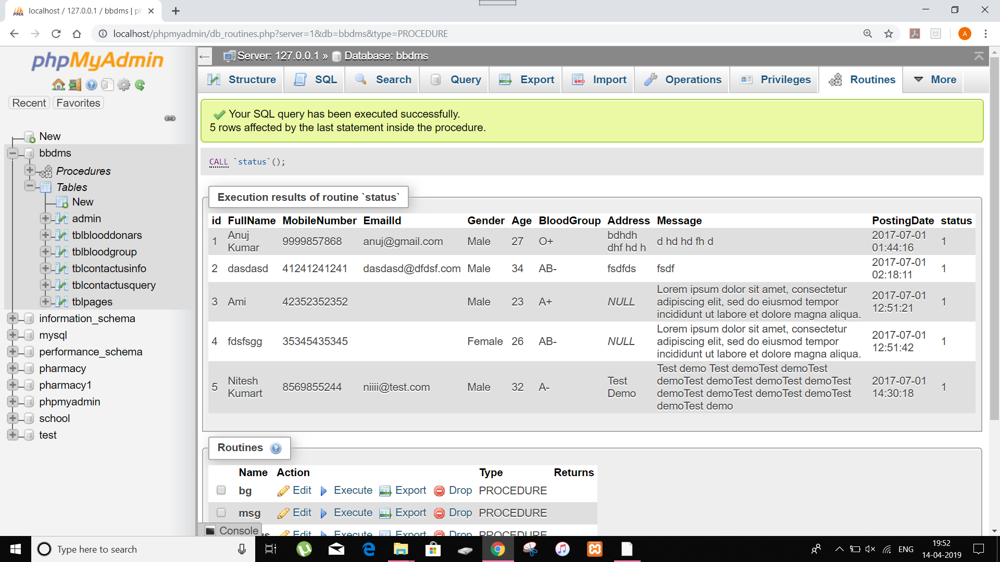 localhost / 127.0.0.1 / bbdms | ph
localhost/phpmyadmin/db_routines.php?server=1&db=bbdms&type=PROCEDURE
A
phpMyAdmin
Recent Favorites
New
bbdms
Procedures
Tables
New
admin
tblblooddonars
tblbloodgroup
tblcontactusinfo
tblcontactusquery
tblpages
information_schema
mysql
performance_schema
pharmacy
pharmacy1
phpmyadmin
school
test
Server: 127.0.0.1 » Database: bbdms
Structure SQL Search Query Export Import Operations Privileges Routines More
Your SQL query has been executed successfully.
5 rows affected by the last statement inside the procedure.
CALL `status`();
Execution results of routine `status`
id FullName MobileNumber EmailId Gender Age BloodGroup Address Message PostingDate status
1 Anuj Kumar 9999857868 anuj@gmail.com Male 27 O+ bdhdh dhf hd h d hd hd fh d 2017-07-01 01:44:16 1
2 dasdasd 41241241241 dasdasd@dfdsf.com Male 34 AB- fsdfds fsdf 2017-07-01 02:18:11 1
3 Ami 42352352352 Male 23 A+ NULL Lorem ipsum dolor sit amet, consectetur adipiscing elit, sed do eiusmod tempor incididunt ut labore et dolore magna aliqua. 2017-07-01 12:51:21 1
4 fdsfsgg 35345435345 Female 26 AB- NULL Lorem ipsum dolor sit amet, consectetur adipiscing elit, sed do eiusmod tempor incididunt ut labore et dolore magna aliqua. 2017-07-01 12:51:42 1
5 Nitesh Kumart 8569855244 niiii@test.com Male 32 A- Test Demo Test demo Test demoTest demoTest demoTest demoTest demoTest demoTest demoTest demoTest demoTest demoTest demoTest demo 2017-07-01 14:30:18 1
Routines
Name Action Type Returns
bg Edit Execute Export Drop PROCEDURE
msg Edit Execute Export Drop PROCEDURE
Edit Execute Export Drop PROCEDURE
Console
Type here to search
ENG
19:52
14-04-2019